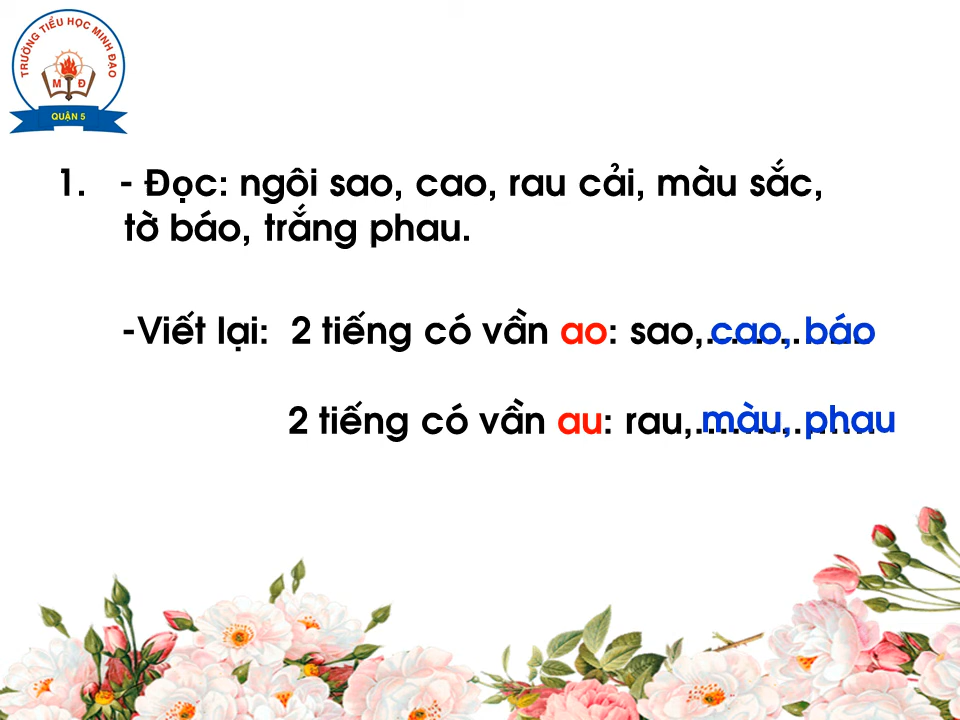 TRƯỜNG TIỂU HỌC MINH ĐẠO
M Đ
QUẬN 5
1. - Đọc: ngôi sao, cao, rau cải, màu sắc,
tờ báo, trắng phau.
-Viết lại: 2 tiếng có vần ao: sao,.cao, báo
2 tiếng có vần au: rau,.màu, phau